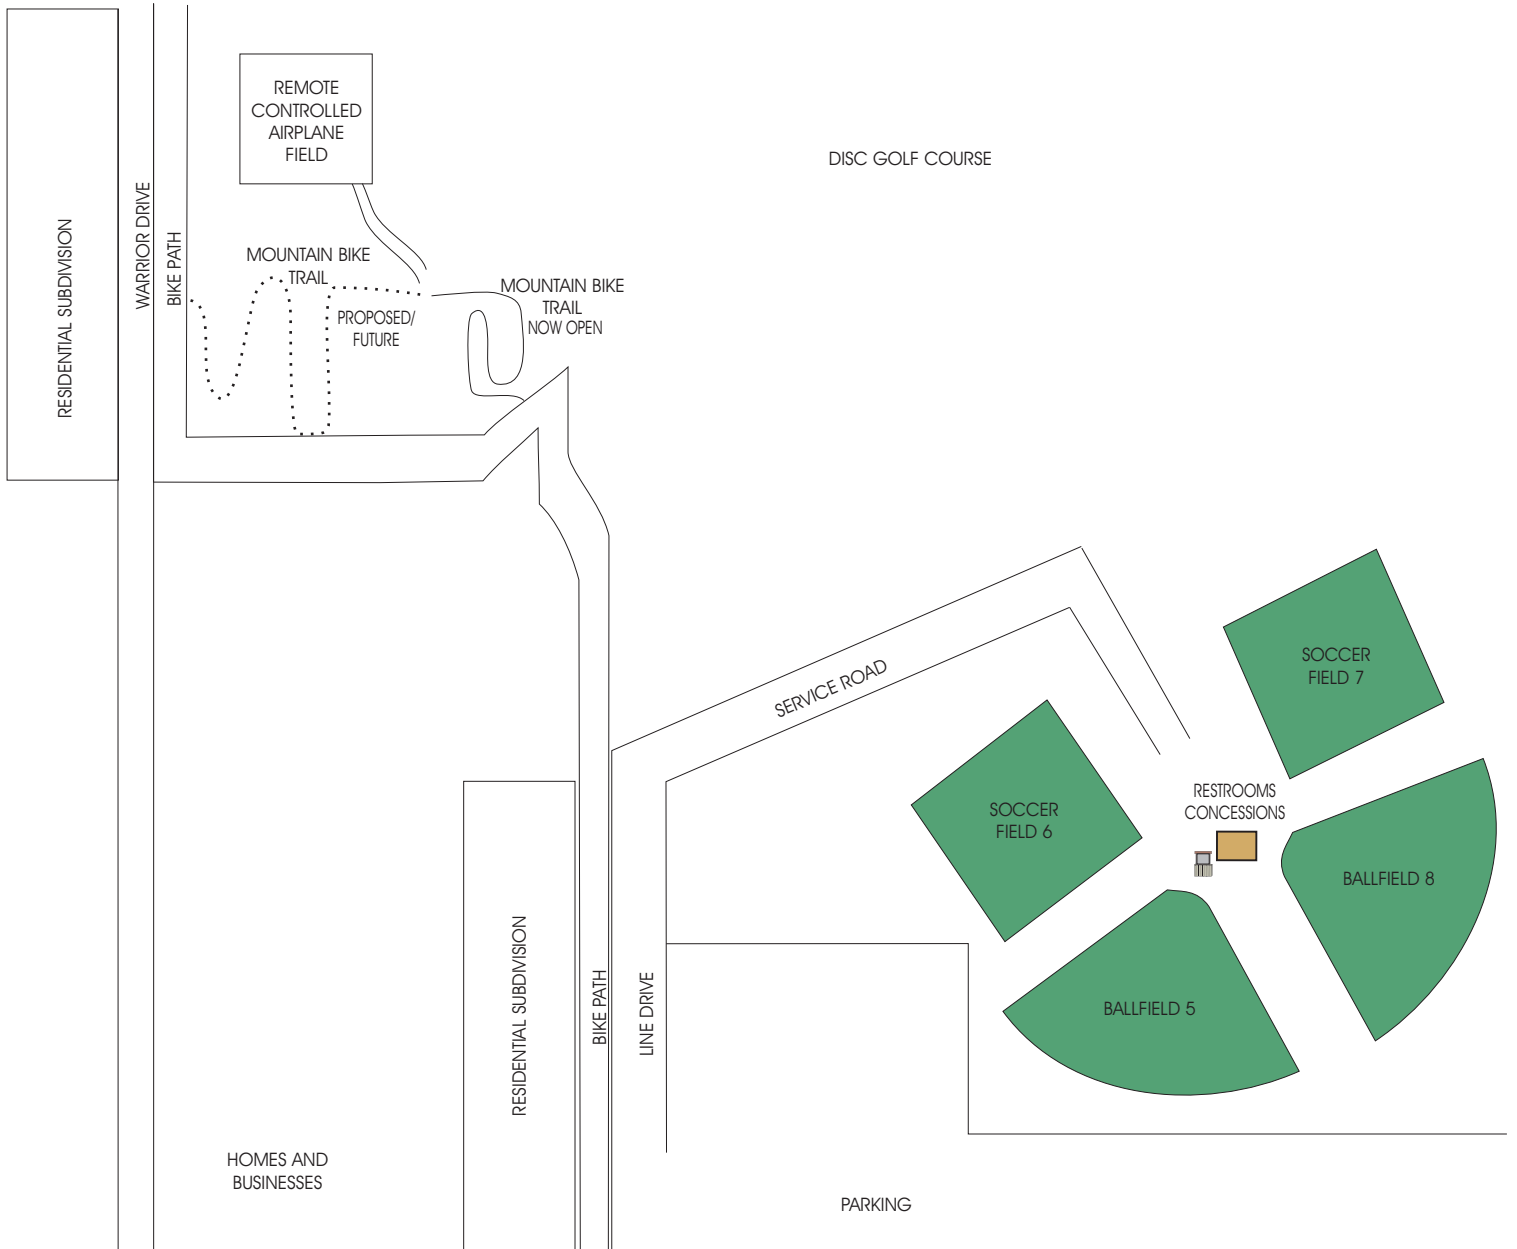 REMOTE
CONTROLLED
AIRPLANE
FIELD
DISC GOLF COURSE
RESIDENTIAL SUBDIVISION
WARRIOR DRIVE
BIKE PATH
MOUNTAIN BIKE
TRAIL
PROPOSED/
FUTURE
MOUNTAIN BIKE
TRAIL
NOW OPEN
SERVICE ROAD
SOCCER
FIELD 7
SOCCER
FIELD 6
RESTROOMS
CONCESSIONS
BALLFIELD 8
BALLFIELD 5
RESIDENTIAL SUBDIVISION
BIKE PATH
LINE DRIVE
HOMES AND
BUSINESSES
PARKING